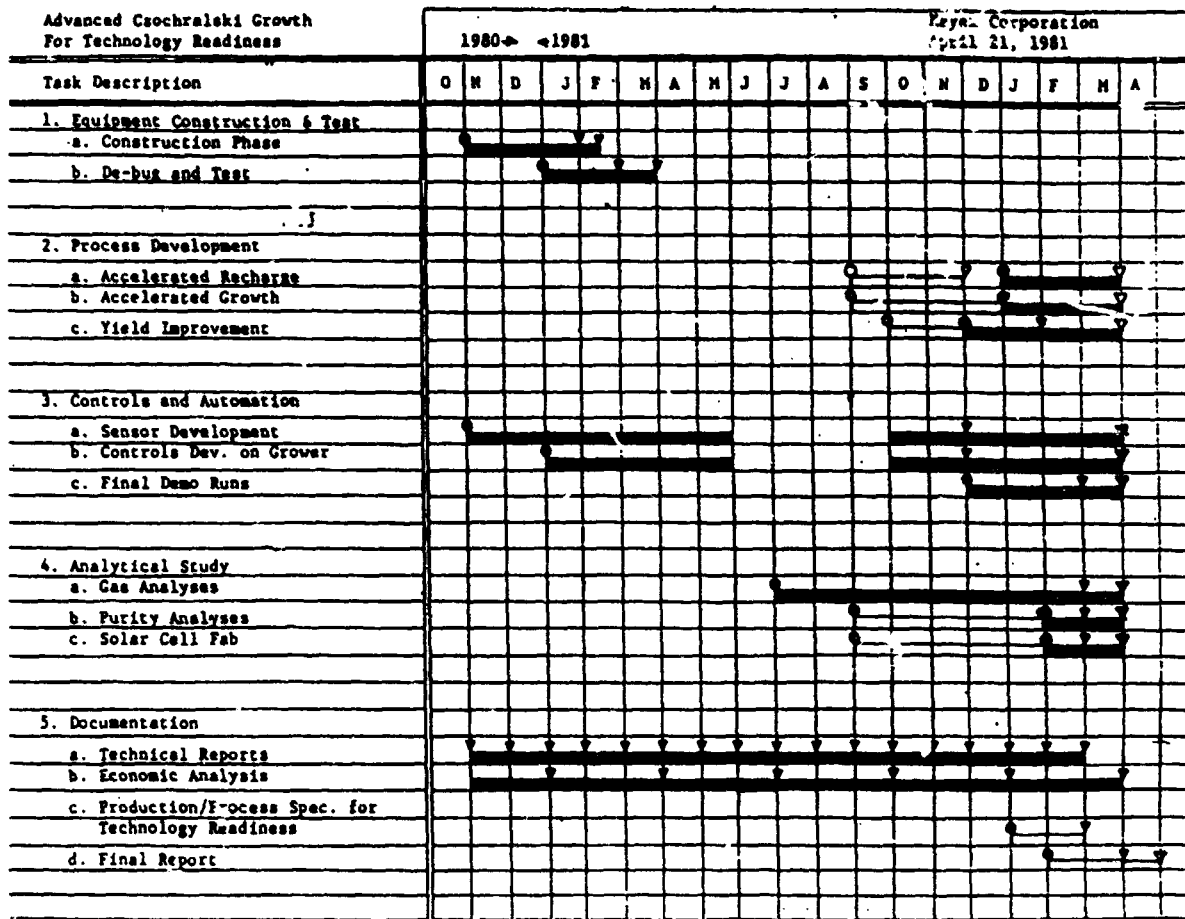 Advanced Czochralski Growth
For Technology Readiness
Corporation
April 21, 1981
1980 1981
Task Description O N D J F M A M J J A S O N D J F M A
1. Equipment Construction & Test
a. Construction Phase
b. De-bug and Test
2. Process Development
a. Accelerated Recharge
b. Accelerated Growth
c. Yield Improvement
3. Controls and Automation
a. Sensor Development
b. Controls Dev. on Grower
c. Final Demo Runs
4. Analytical Study
a. Gas Analyses
b. Purity Analyses
c. Solar Cell Fab
5. Documentation
a. Technical Reports
b. Economic Analysis
c. Production/Process Spec. for
Technology Readiness
d. Final Report